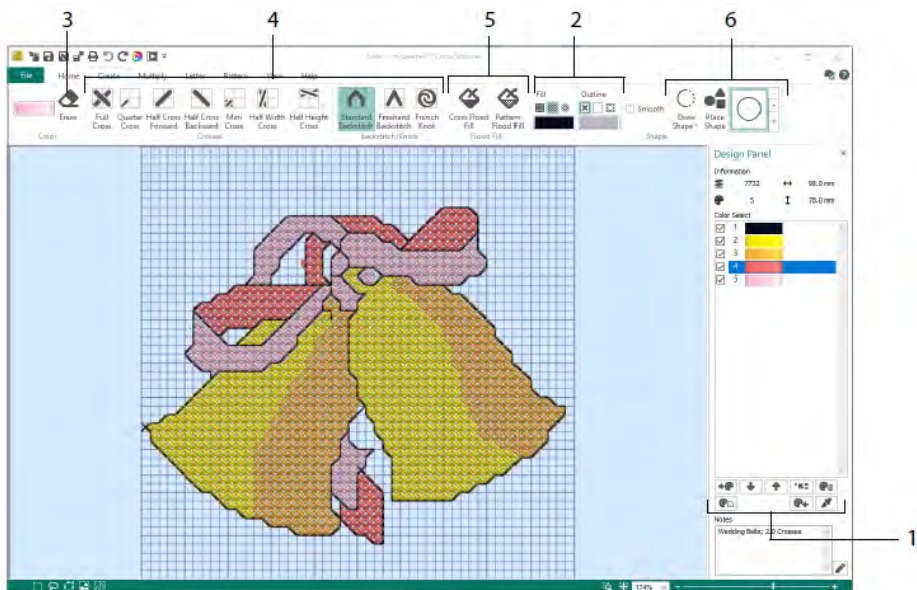 3 4 5 2 6
File Home Create Multiply Letter Pattern View Help
Fill Outline
Smooth
Erase Full Cross Quarter Cross Half Cross Forward Half Cross Backward Mini Cross Half Width Cross Half Height Cross Standard Backstitch Freehand Backstitch French Knot Cross Flood Fill Pattern Flood Fill Draw Shape Place Shape
Color Crosses Backstitch/Knot Flood Fill Shape
Design Panel
Information
7732 98.0 mm
5 78.0 mm
Color Select
1
2
3
4
5
1
Notes
Wedding Bells; 2.0 Crosses
174%